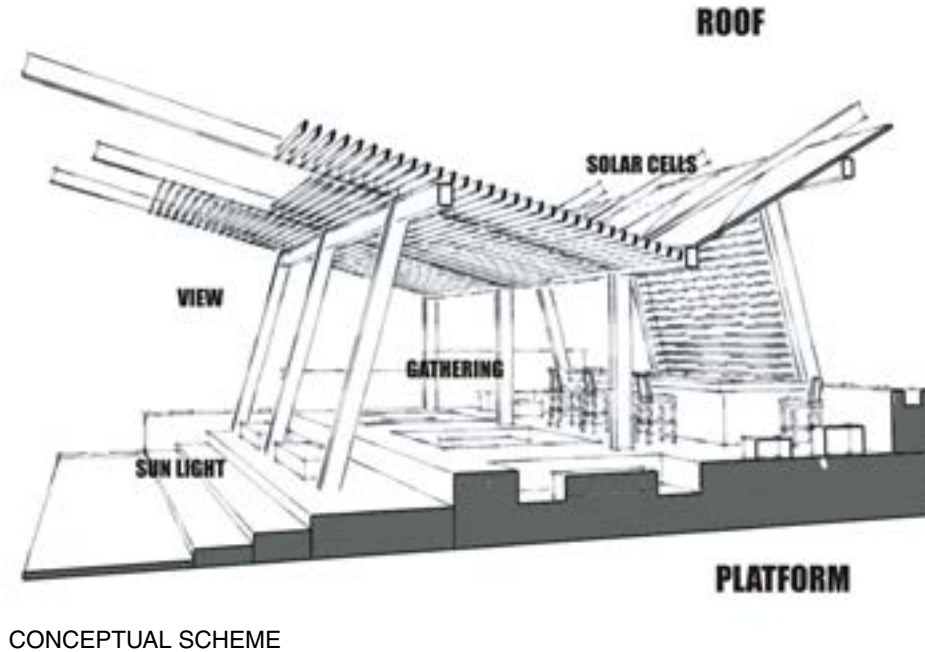 ROOF
SOLAR CELLS
VIEW
GATHERING
SUN LIGHT
PLATFORM
CONCEPTUAL SCHEME